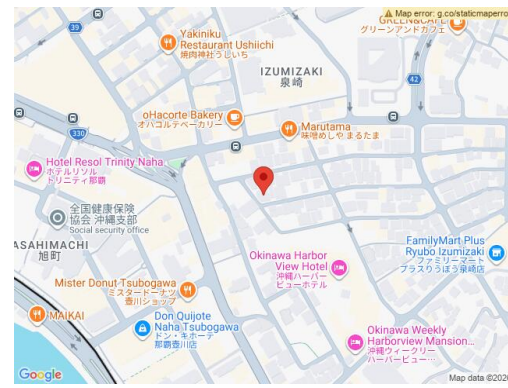 39
Yakiniku
Restaurant Ushiichi
焼肉神社うしいち
⚠ Map error: g.co/staticmaperro
GREEN&CAFE
グリーンアンドカフェ
IZUMIZAKI
泉崎
42
oHacorte Bakery
オハコルテベーカリー
Marutama
味噌めしや まるたま
330
Hotel Resol Trinity Naha
ホテルリソル
トリニティ那覇
全国健康保険
協会 沖縄支部
Social security office
ASAHIMACHI
旭町
Okinawa Harbor
View Hotel
沖縄ハーバー
ビューホテル
FamilyMart Plus
Ryubo Izumizaki
ファミリーマート
プラスりうぼう泉崎店
Mister Donut Tsubogawa
ミスタードーナツ
壷川ショップ
MAIKAI
Don Quijote
Naha Tsubogawa
ドン・キホーテ
那覇壷川店
Okinawa Weekly
Harborview Mansion...
沖縄ウィークリー
ハーバービュー…
Google
Map data ©2026